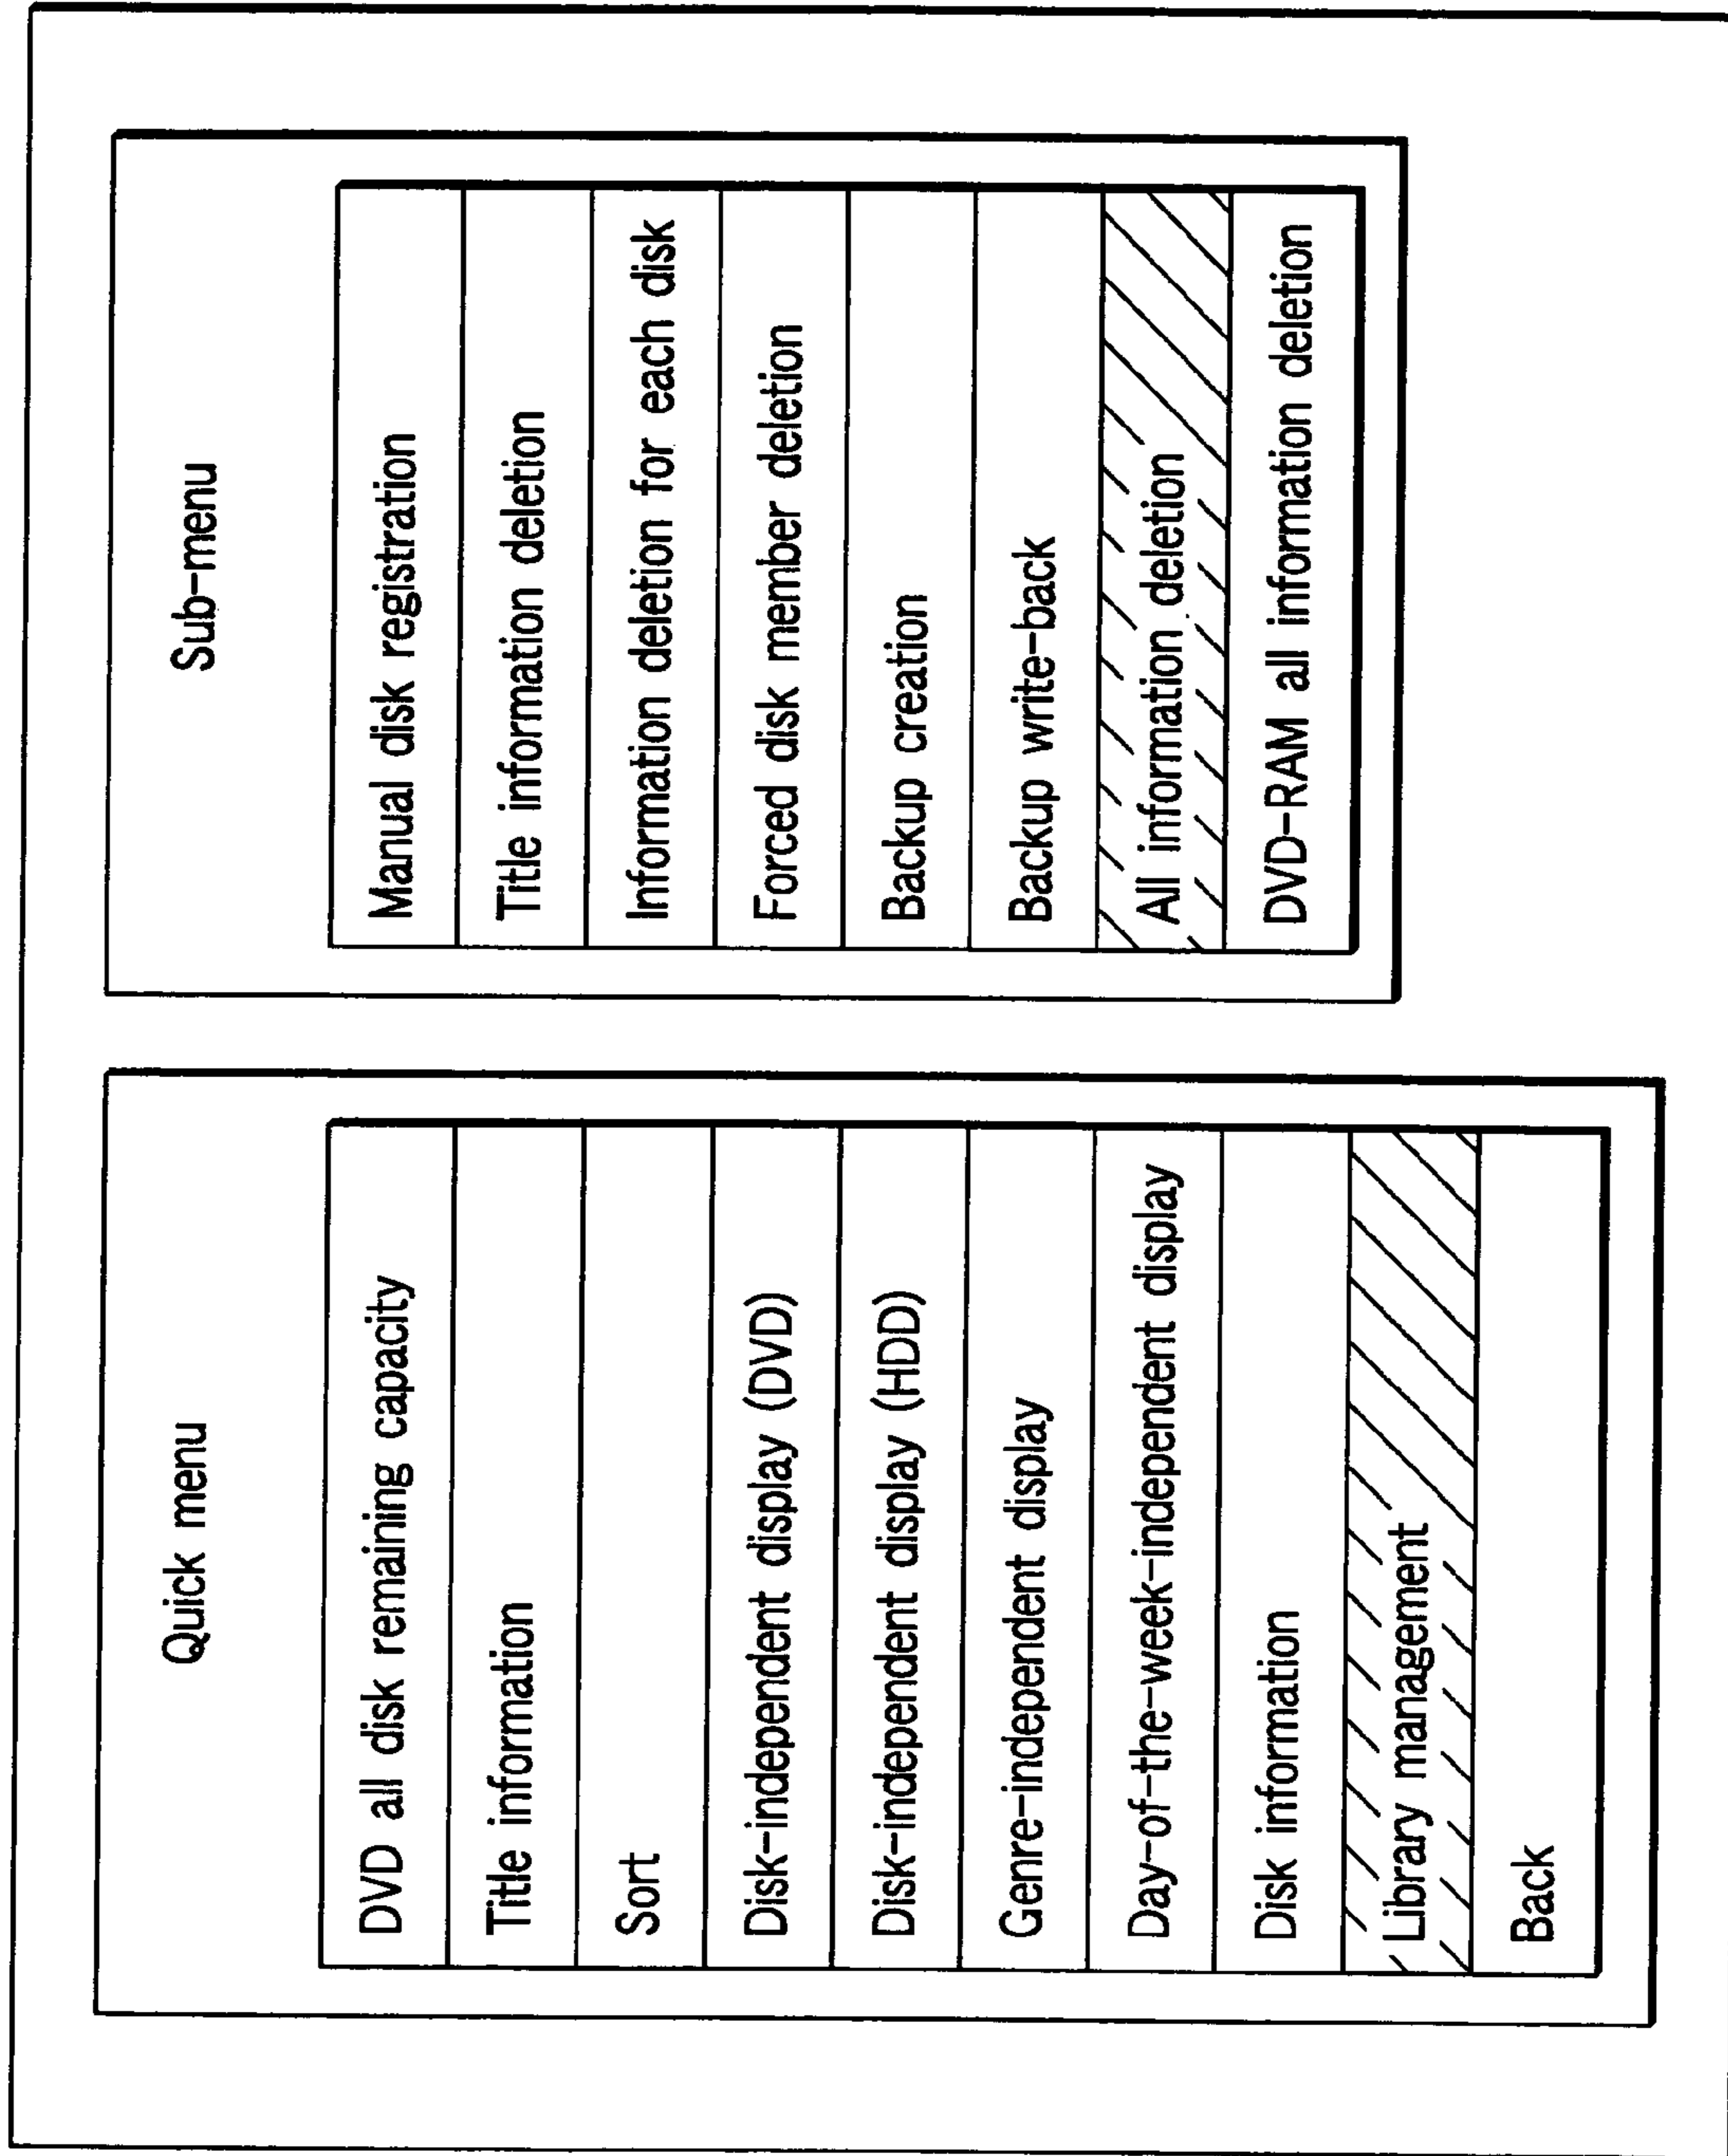 Quick menu
DVD all disk remaining capacity
Title information
Sort
Disk-independent display (DVD)
Disk-independent display (HDD)
Genre-independent display
Day-of-the-week-independent display
Disk information
Library management
Back
Sub-menu
Manual disk registration
Title information deletion
Information deletion for each disk
Forced disk member deletion
Backup creation
Backup write-back
All information deletion
DVD-RAM all information deletion